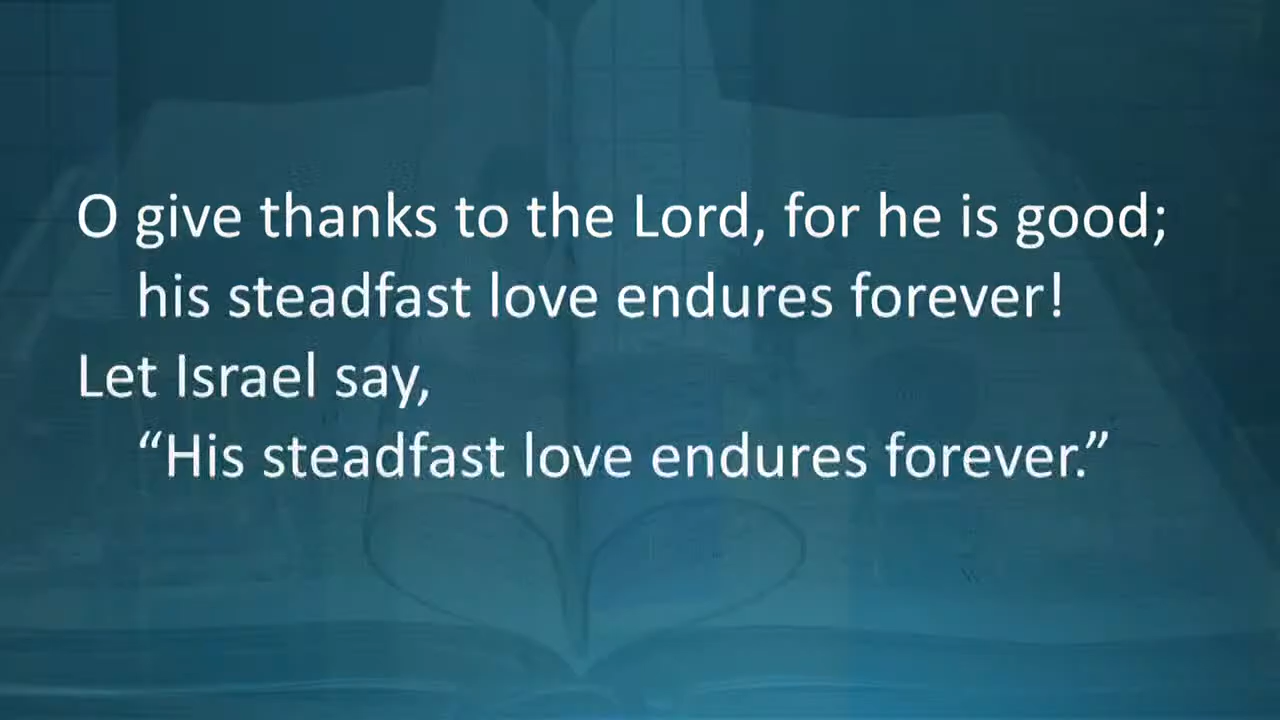 O give thanks to the Lord, for he is good;
his steadfast love endures forever!
Let Israel say,
“His steadfast love endures forever.”